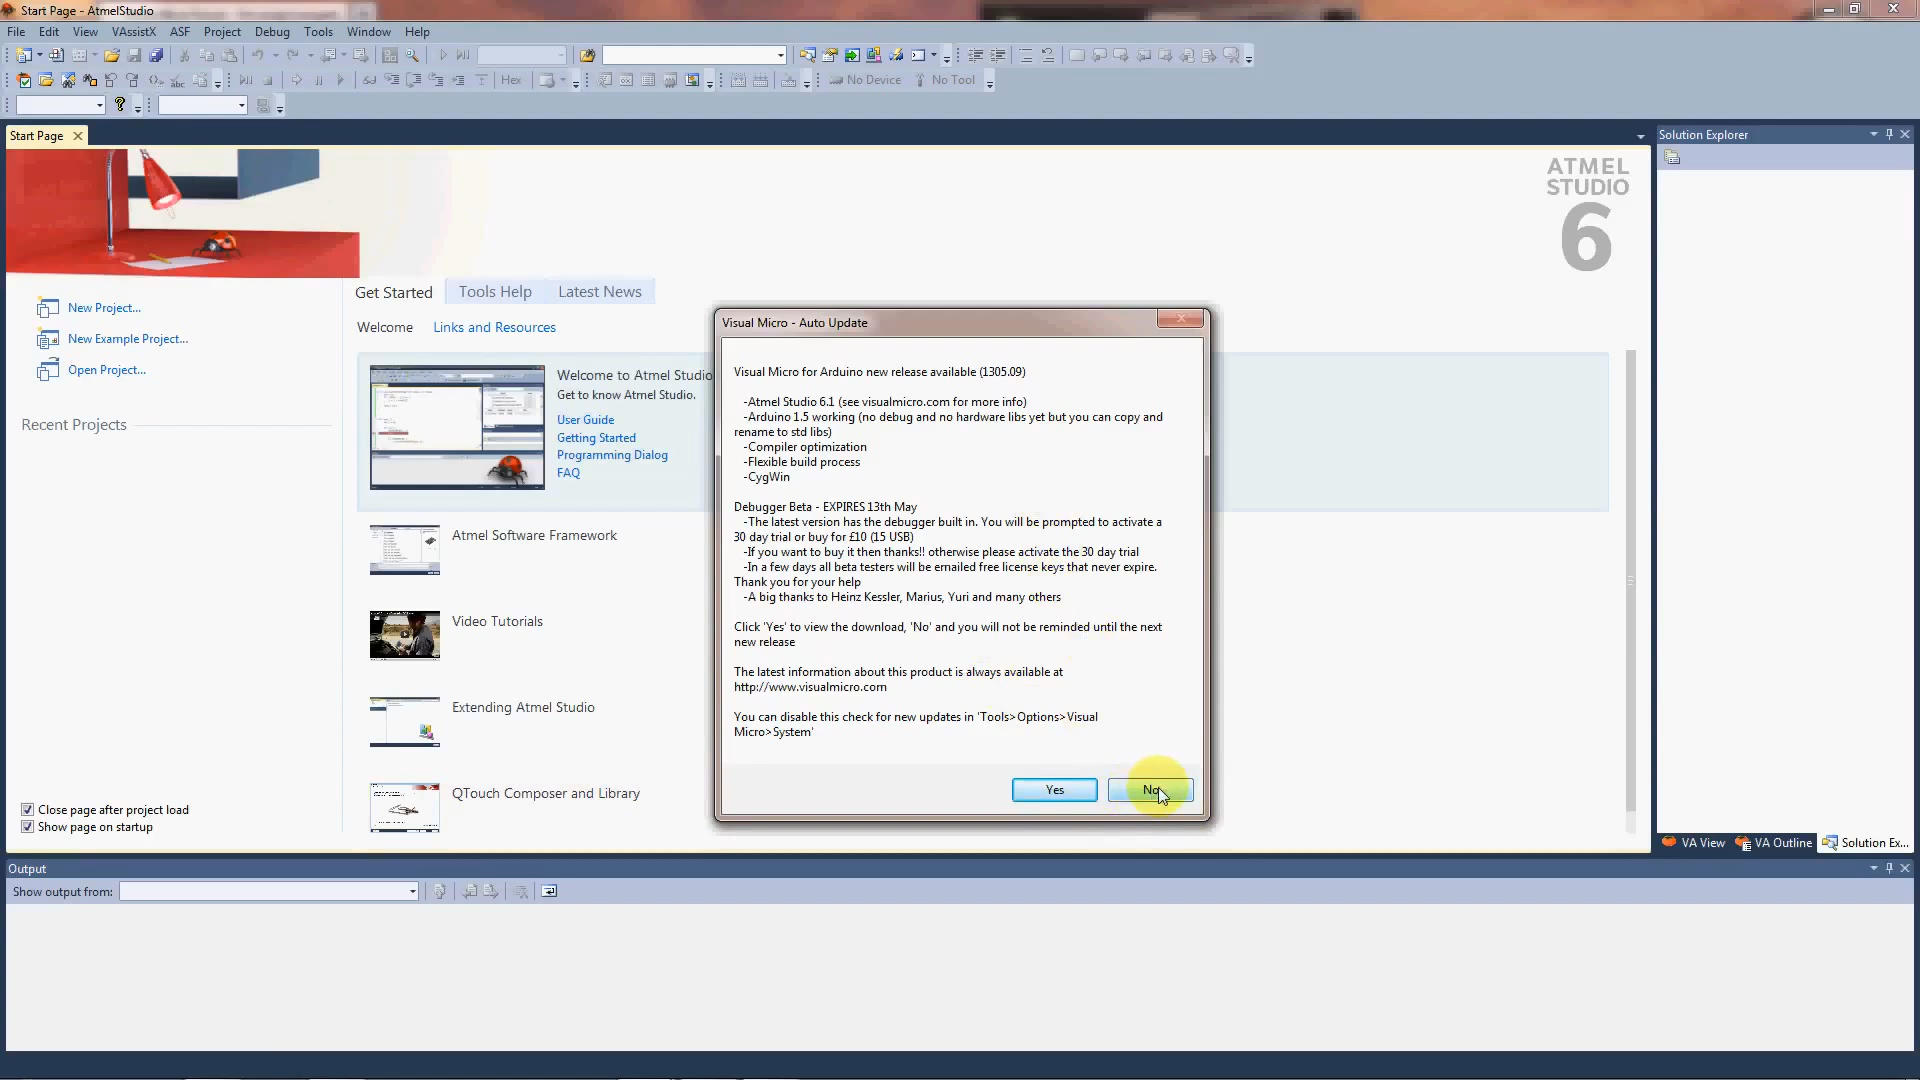 Start Page - AtmelStudio
File Edit View VAssistX ASF Project Debug Tools Window Help
Hex
No Device
No Tool
Start Page
Solution Explorer
ATMEL
STUDIO
6
New Project...
New Example Project...
Open Project...
Recent Projects
Close page after project load
Show page on startup
Get Started Tools Help Latest News
Welcome Links and Resources
Welcome to Atmel Studio
Get to know Atmel Studio.
User Guide
Getting Started
Programming Dialog
FAQ
Atmel Software Framework
Video Tutorials
Extending Atmel Studio
QTouch Composer and Library
Visual Micro - Auto Update
Visual Micro for Arduino new release available (1305.09)
-Atmel Studio 6.1 (see visualmicro.com for more info)
-Arduino 1.5 working (no debug and no hardware libs yet but you can copy and
rename to std libs)
-Compiler optimization
-Flexible build process
-CygWin
Debugger Beta - EXPIRES 13th May
-The latest version has the debugger built in. You will be prompted to activate a
30 day trial or buy for £10 (15 USB)
-If you want to buy it then thanks!! otherwise please activate the 30 day trial
-In a few days all beta testers will be emailed free license keys that never expire.
Thank you for your help
-A big thanks to Heinz Kessler, Marius, Yuri and many others
Click 'Yes' to view the download, 'No' and you will not be reminded until the next
new release
The latest information about this product is always available at
http://www.visualmicro.com
You can disable this check for new updates in 'Tools>Options>Visual
Micro>System'
Yes No
VA View VA Outline Solution Ex...
Output
Show output from: